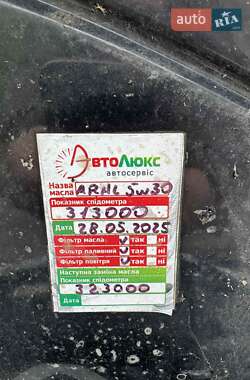 AUTO RIA
АвтоЛюкс
автосервіс
Назва масла ARAL 5w30
Показник спідометра
313000
Дата 28.05.2025
Фільтр масла так ні
Фільтр паливний так ні
Фільтр повітря так ні
Наступна заміна масла
Показник спідометра
323000
Дата